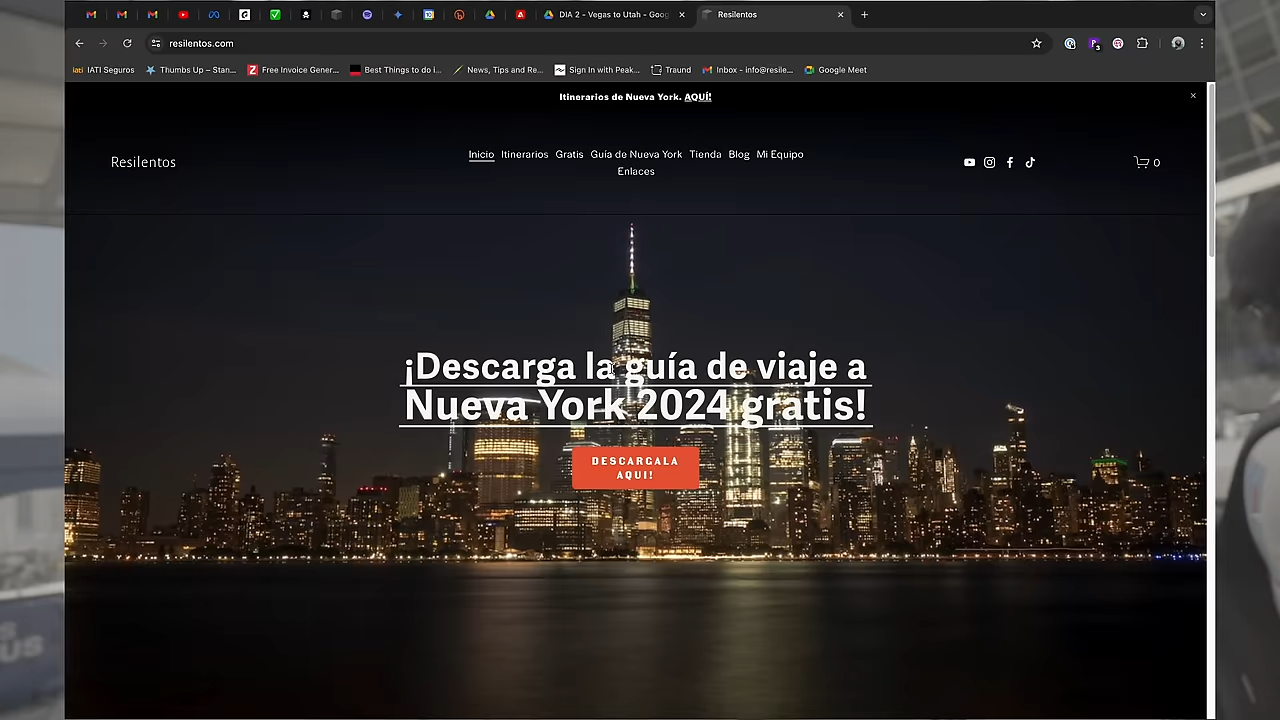 DIA 2 - Vegas to Utah - Goog
Resilentos
resilentos.com
iati IATI Seguros
Thumbs Up – Stan...
Free Invoice Gener...
Best Things to do i...
News, Tips and Re...
Sign In with Peak...
Traund
Inbox - info@resile...
Google Meet
Itinerarios de Nueva York. AQUÍ!
Resilentos
Inicio Itinerarios Gratis Guía de Nueva York Tienda Blog Mi Equipo
Enlaces
0
¡Descarga la guía de viaje a
Nueva York 2024 gratis!
DESCARGALA
AQUI!